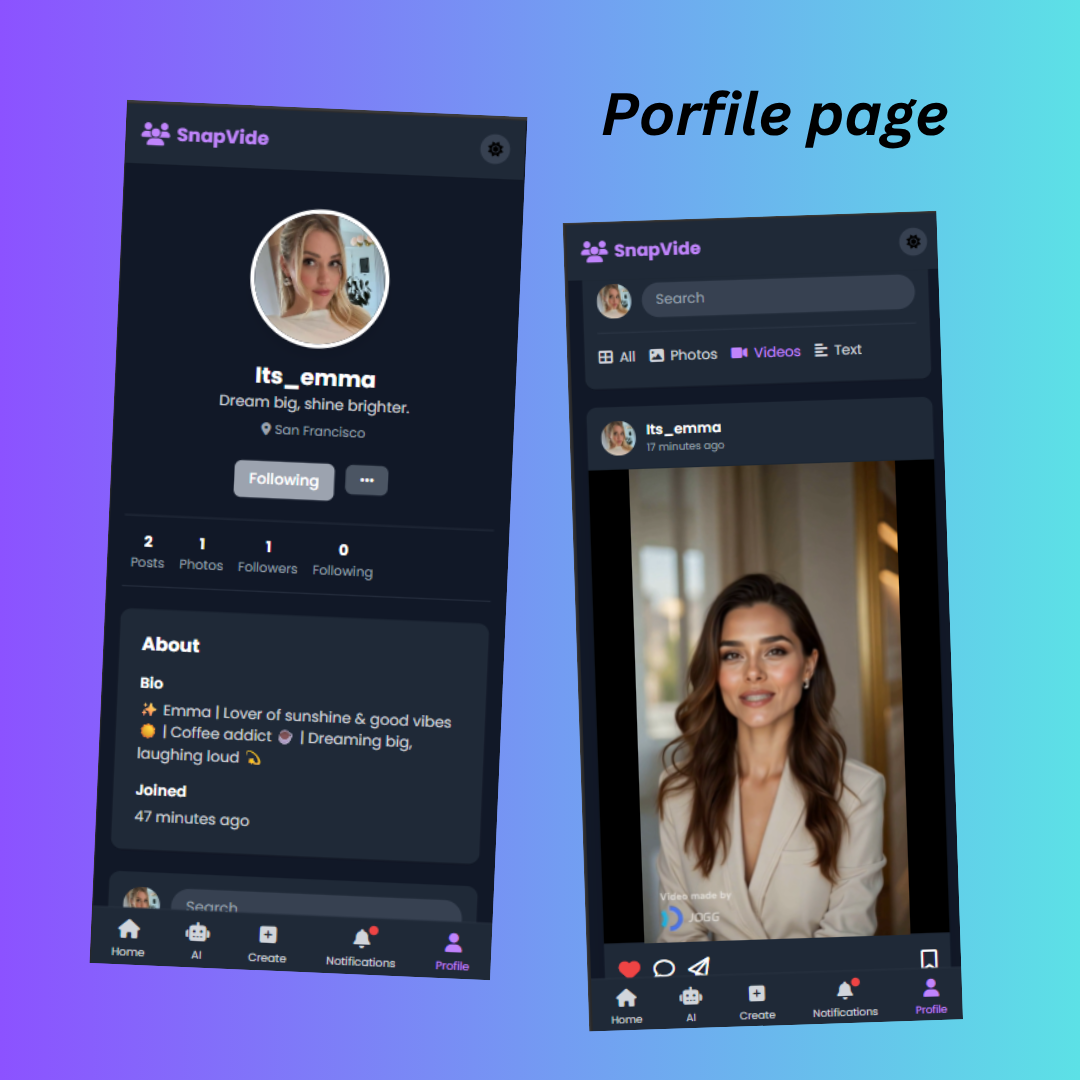 Porfile page
SnapVide
Its_emma
Dream big, shine brighter.
San Francisco
Following
2 1 1 0
Posts Photos Followers Following
About
Bio
✨ Emma | Lover of sunshine & good vibes
🌼 | Coffee addict ☕ | Dreaming big,
laughing loud 💫
Joined
47 minutes ago
Search
Home AI Create Notifications Profile
SnapVide
Search
All Photos Videos Text
Its_emma
17 minutes ago
Video made by
JOGG
Home AI Create Notifications Profile